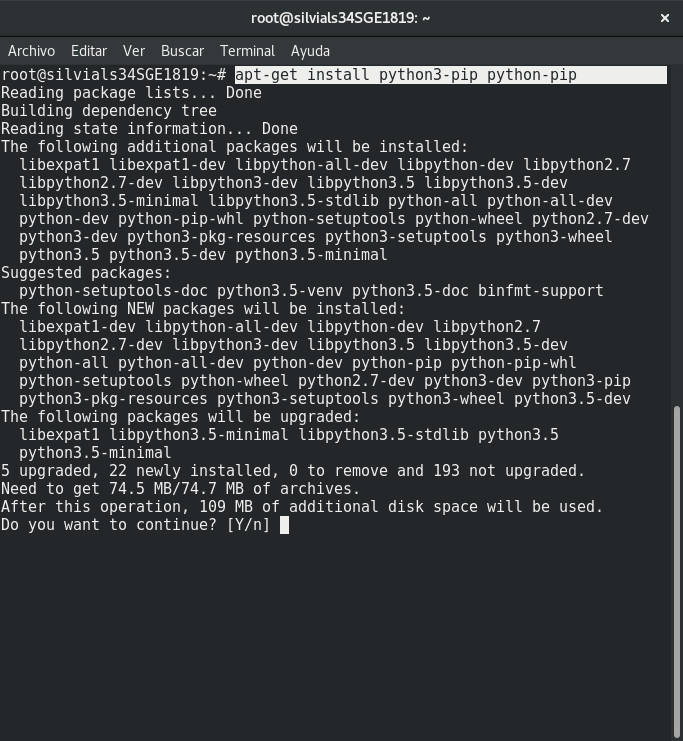 root@silvials34SGE1819: ~
Archivo Editar Ver Buscar Terminal Ayuda
root@silvials34SGE1819:~# apt-get install python3-pip python-pip
Reading package lists... Done
Building dependency tree
Reading state information... Done
The following additional packages will be installed:
  libexpat1 libexpat1-dev libpython-all-dev libpython-dev libpython2.7
  libpython2.7-dev libpython3-dev libpython3.5 libpython3.5-dev
  libpython3.5-minimal libpython3.5-stdlib python-all python-all-dev
  python-dev python-pip-whl python-setuptools python-wheel python2.7-dev
  python3-dev python3-pkg-resources python3-setuptools python3-wheel
  python3.5 python3.5-dev python3.5-minimal
Suggested packages:
  python-setuptools-doc python3.5-venv python3.5-doc binfmt-support
The following NEW packages will be installed:
  libexpat1-dev libpython-all-dev libpython-dev libpython2.7
  libpython2.7-dev libpython3-dev libpython3.5 libpython3.5-dev
  python-all python-all-dev python-dev python-pip python-pip-whl
  python-setuptools python-wheel python2.7-dev python3-dev python3-pip
  python3-pkg-resources python3-setuptools python3-wheel python3.5-dev
The following packages will be upgraded:
  libexpat1 libpython3.5-minimal libpython3.5-stdlib python3.5
  python3.5-minimal
5 upgraded, 22 newly installed, 0 to remove and 193 not upgraded.
Need to get 74.5 MB/74.7 MB of archives.
After this operation, 109 MB of additional disk space will be used.
Do you want to continue? [Y/n]